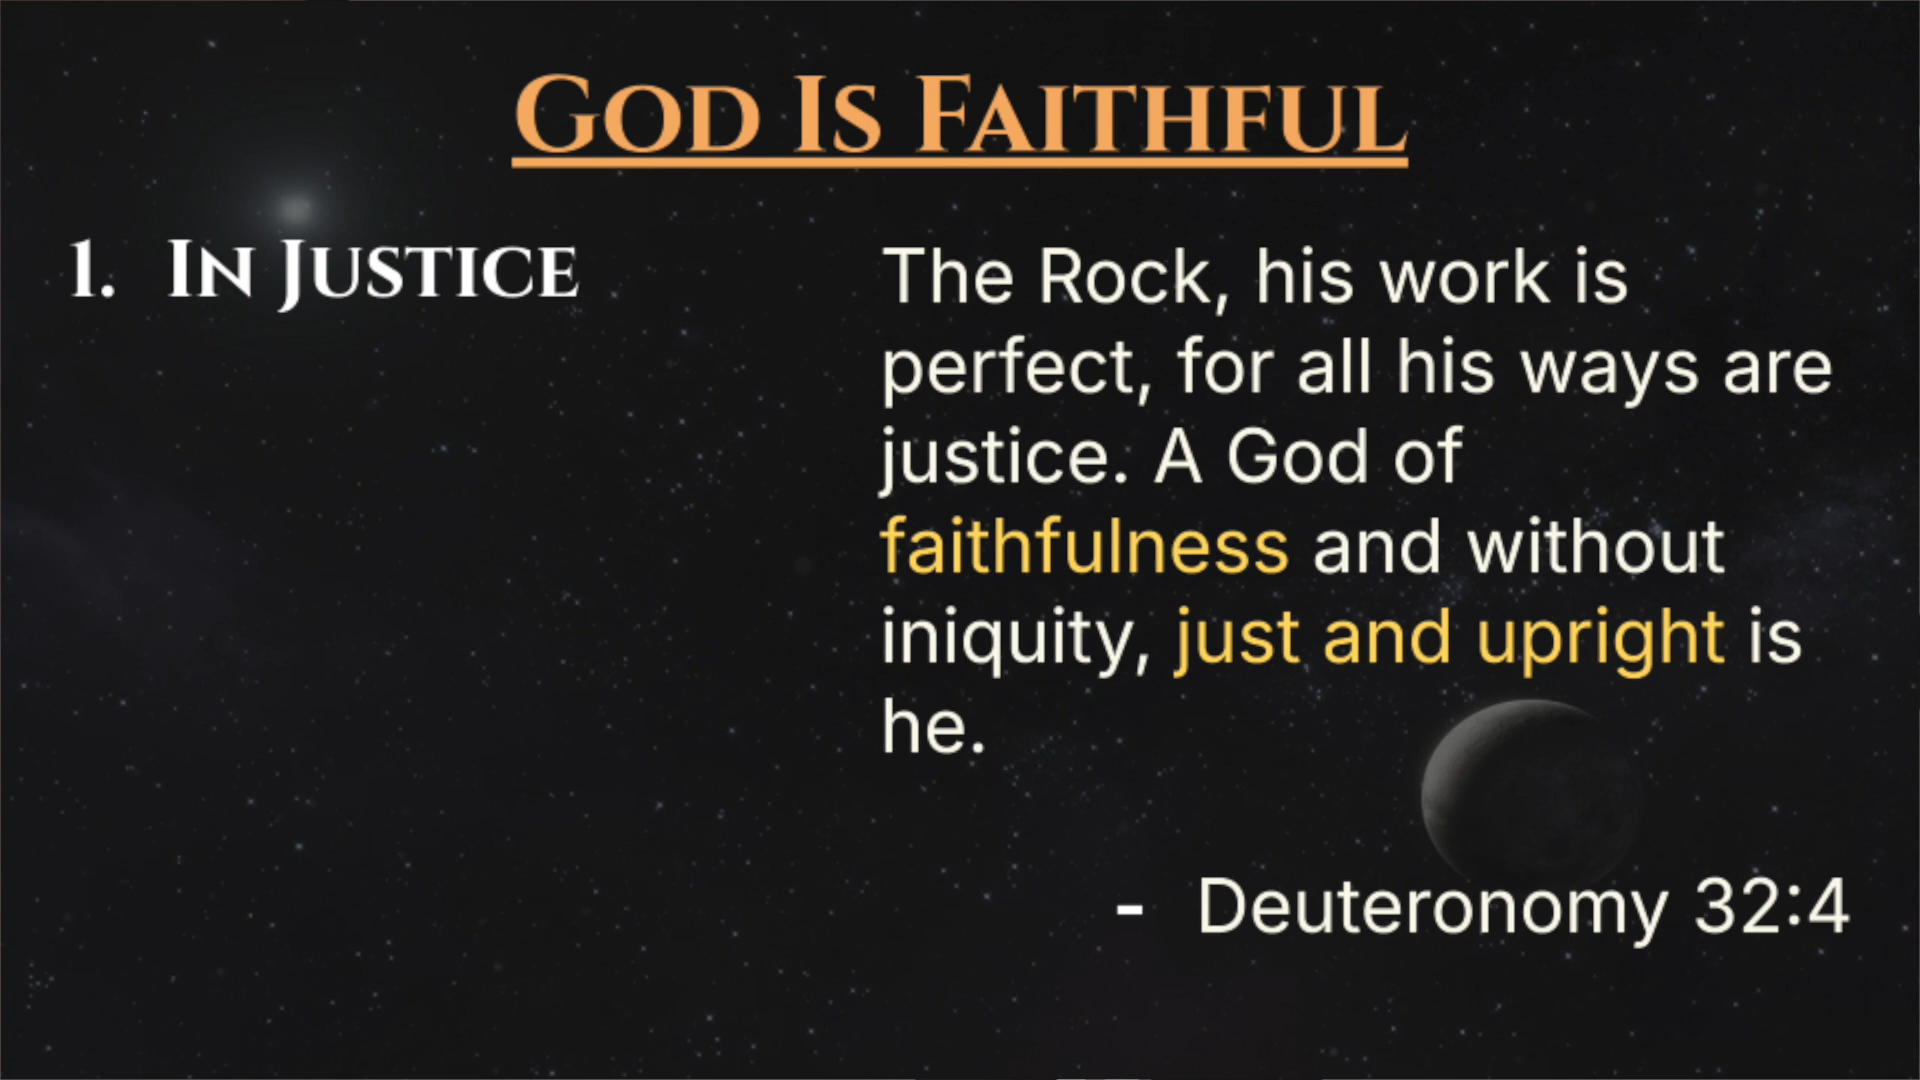 God Is Faithful
1. In Justice
The Rock, his work is
perfect, for all his ways are
justice. A God of
faithfulness and without
iniquity, just and upright is
he.
- Deuteronomy 32:4